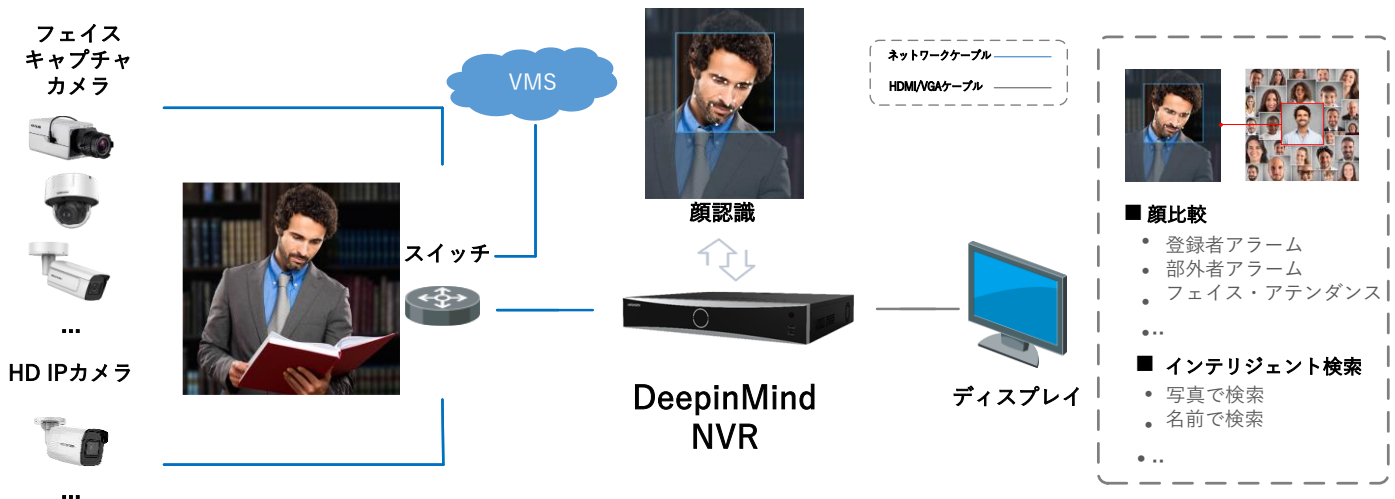 フェイス
キャプチャ
カメラ
...
HD IPカメラ
...
VMS
スイッチ
顔認識
DeepinMind
NVR
ネットワークケーブル
HDMI/VGAケーブル
ディスプレイ
■ 顔比較
• 登録者アラーム
• 部外者アラーム
• フェイス・アテンダンス
• ..
■ インテリジェント検索
• 写真で検索
• 名前で検索
• ..